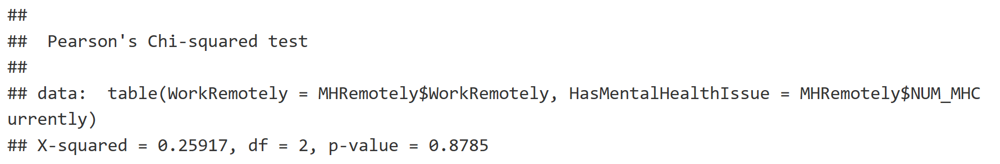 ##
##  Pearson's Chi-squared test
##
## data:  table(WorkRemotely = MHRemotely$WorkRemotely, HasMentalHealthIssue = MHRemotely$NUM_MHC
urrently)
## X-squared = 0.25917, df = 2, p-value = 0.8785